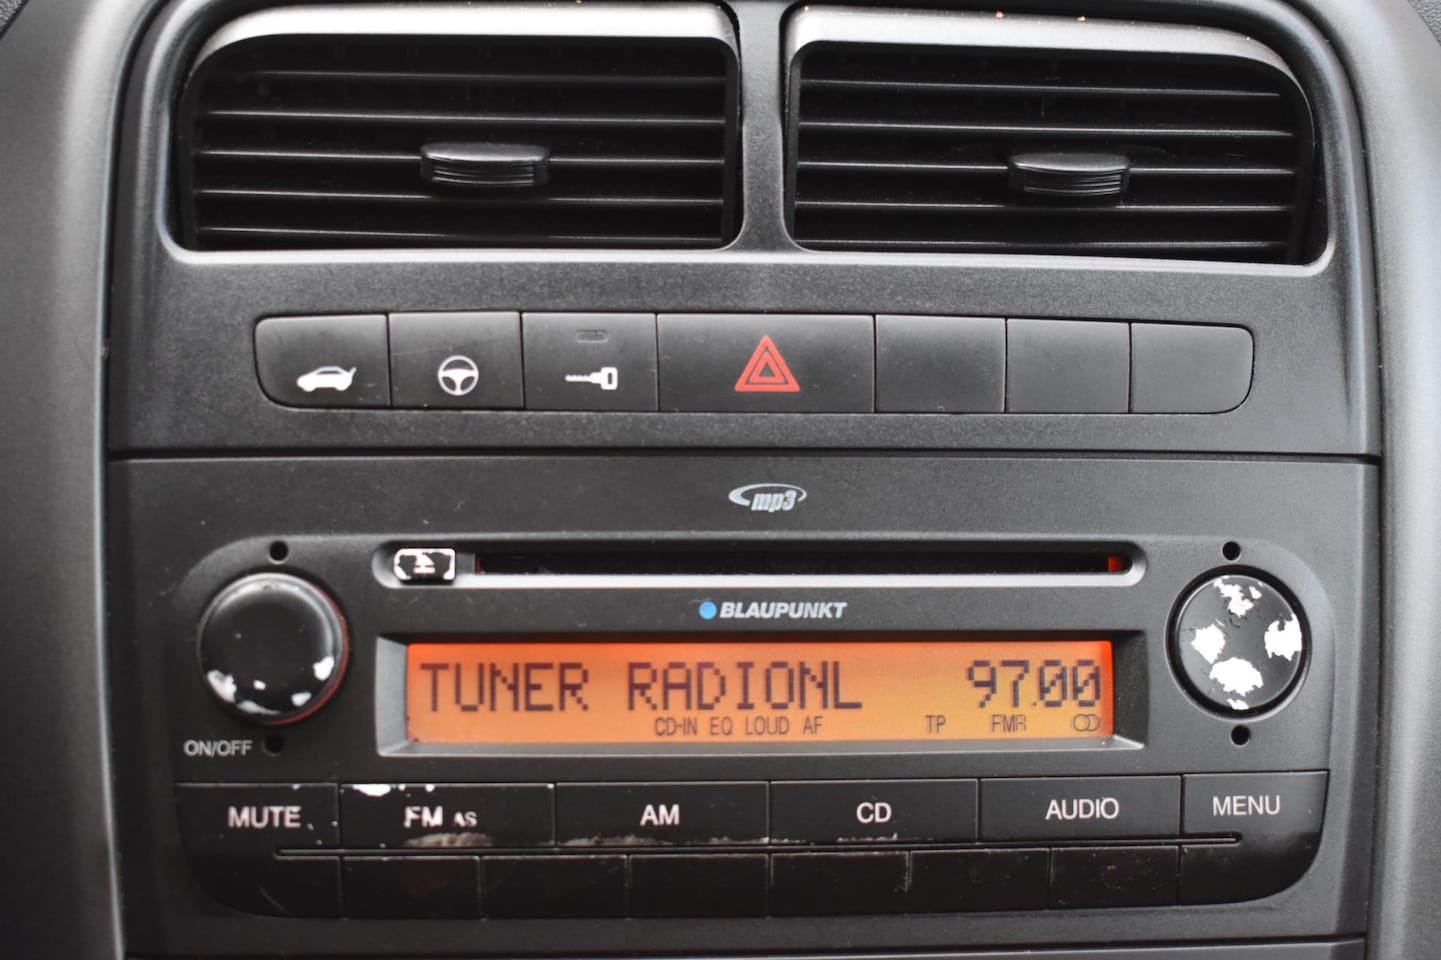 mp3
BLAUPUNKT
TUNER RADIONL 97.00
CD-IN EQ LOUD AF TP FMR
ON/OFF
MUTE FM AS AM CD AUDIO MENU